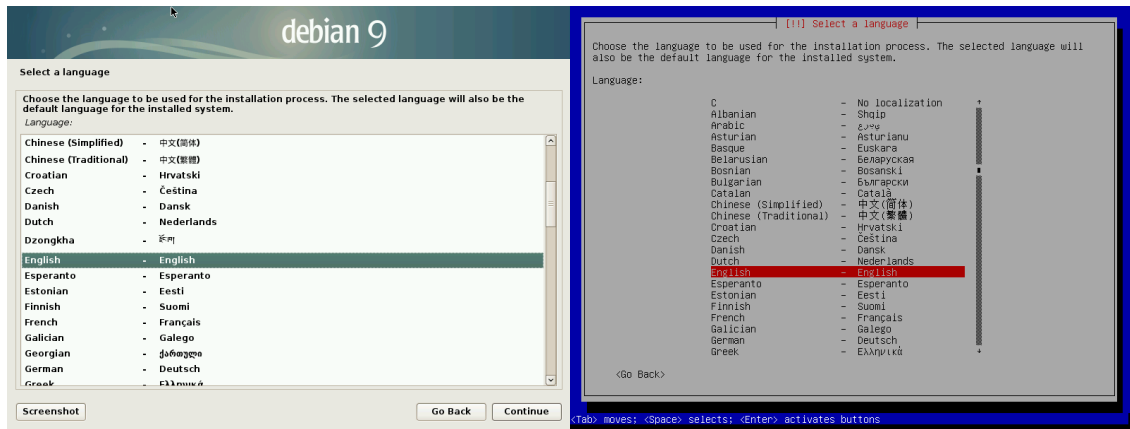 debian 9
Select a language
Choose the language to be used for the installation process. The selected language will also be the
default language for the installed system.
Language:
Chinese (Simplified) - 中文(简体)
Chinese (Traditional) - 中文(繁體)
Croatian - Hrvatski
Czech - Čeština
Danish - Dansk
Dutch - Nederlands
Dzongkha - རྫོང་ཁ།
English - English
Esperanto - Esperanto
Estonian - Eesti
Finnish - Suomi
French - Français
Galician - Galego
Georgian - ქართული
German - Deutsch
Greek - Ελληνικά
Screenshot Go Back Continue
[!!] Select a language
Choose the language to be used for the installation process. The selected language will
also be the default language for the installed system.
Language:
C - No localization
Albanian - Shqip
Arabic - عربي
Asturian - Asturianu
Basque - Euskara
Belarusian - Беларуская
Bosnian - Bosanski
Bulgarian - Български
Catalan - Català
Chinese (Simplified) - 中文(简体)
Chinese (Traditional) - 中文(繁體)
Croatian - Hrvatski
Czech - Čeština
Danish - Dansk
Dutch - Nederlands
English - English
Esperanto - Esperanto
Estonian - Eesti
Finnish - Suomi
French - Français
Galician - Galego
German - Deutsch
Greek - Ελληνικά
<Go Back>
<Tab> moves; <Space> selects; <Enter> activates buttons